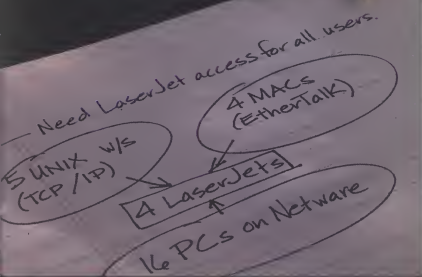 — Need LaserJet access for all users.
4 MACs
(EtherTalk)
5 UNIX w/s
(TCP/IP)
4 LaserJets
16 PCs on Netware